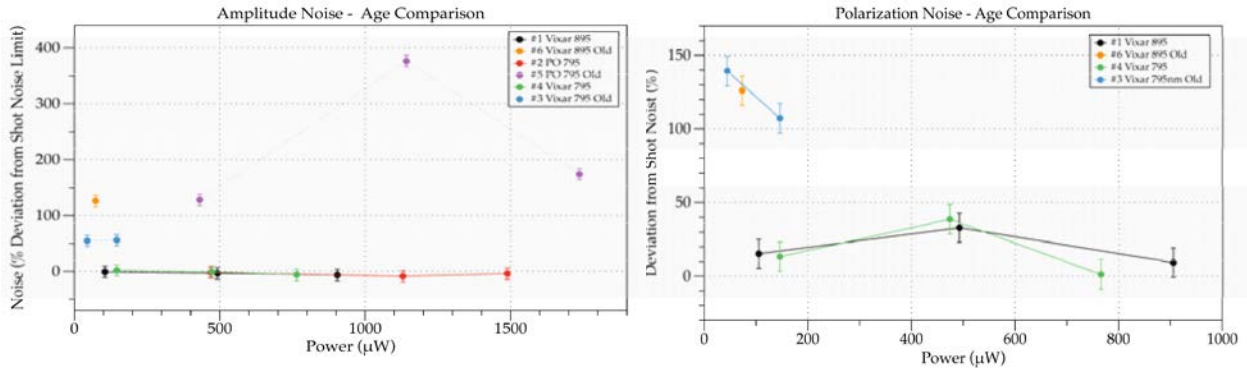 Amplitude Noise - Age Comparison
Noise (% Deviation from Shot Noise Limit)
400
300
200
100
0
0
500
1000
1500
Power (μW)
#1 Vixar 895
#6 Vixar 895 Old
#2 PO 795
#5 PO 795 Old
#4 Vixar 795
#3 Vixar 795 Old
Polarization Noise - Age Comparison
Deviation from Shot Noist (%)
150
100
50
0
0
200
400
600
800
1000
Power (μW)
#1 Vixar 895
#6 Vixar 895 Old
#4 Vixar 795
#3 Vixar 795nm Old